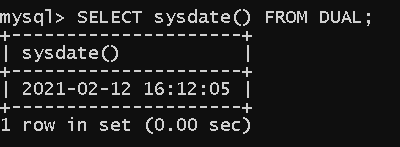 mysql> SELECT sysdate() FROM DUAL;
+---------------------+
| sysdate()           |
+---------------------+
| 2021-02-12 16:12:05 |
+---------------------+
1 row in set (0.00 sec)